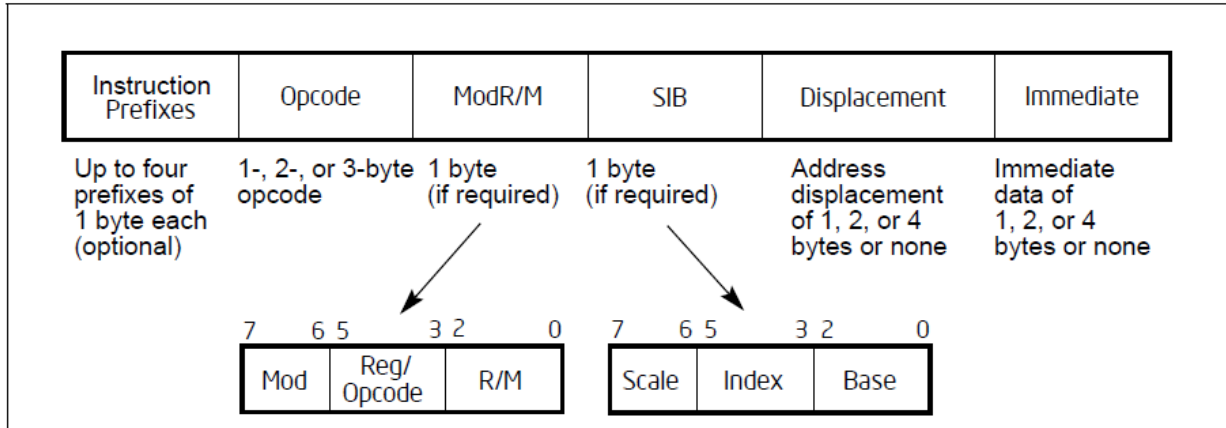 Instruction Prefixes Opcode ModR/M SIB Displacement Immediate
Up to four prefixes of 1 byte each (optional)
1-, 2-, or 3-byte opcode
1 byte (if required)
1 byte (if required)
Address displacement of 1, 2, or 4 bytes or none
Immediate data of 1, 2, or 4 bytes or none
7 6 5 3 2 0
Mod Reg/ Opcode R/M
7 6 5 3 2 0
Scale Index Base